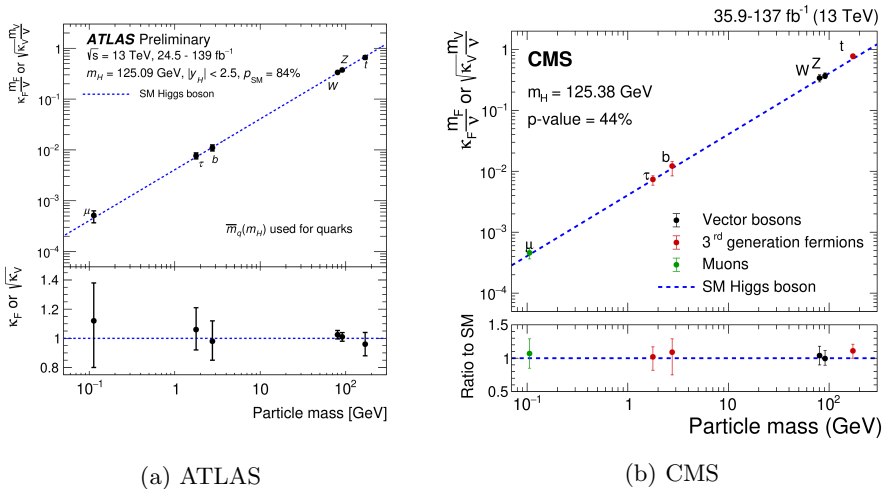 ATLAS Preliminary
√s = 13 TeV, 24.5 - 139 fb⁻¹
m_H = 125.09 GeV, |y_H| < 2.5, p_SM = 84%
SM Higgs boson
κ_F m_F/ν or √κ_V m_V/ν
1
10⁻¹
10⁻²
10⁻³
10⁻⁴
μ
τ
b
W
Z
t
m̅_q(m_H) used for quarks
κ_F or √κ_V
1.4
1.2
1
0.8
10⁻¹
1
10
10²
Particle mass [GeV]
(a) ATLAS
35.9-137 fb⁻¹ (13 TeV)
CMS
m_H = 125.38 GeV
p-value = 44%
κ_F m_F/ν or √κ_V m_V/ν
1
10⁻¹
10⁻²
10⁻³
10⁻⁴
μ
τ
b
W
Z
t
Vector bosons
3rd generation fermions
Muons
SM Higgs boson
Ratio to SM
1.5
1
0.5
10⁻¹
1
10
10²
Particle mass (GeV)
(b) CMS